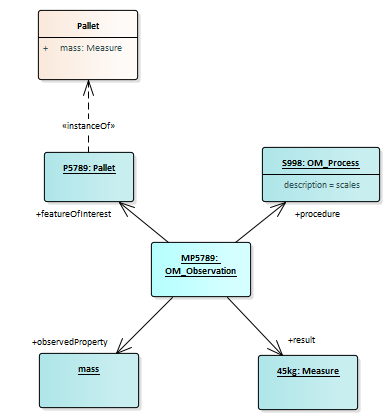 Pallet
+ mass: Measure
«instanceOf»
P5789: Pallet
S998: OM_Process
description = scales
+featureOfInterest
+procedure
MP5789:
OM_Observation
+observedProperty
+result
mass
45kg: Measure